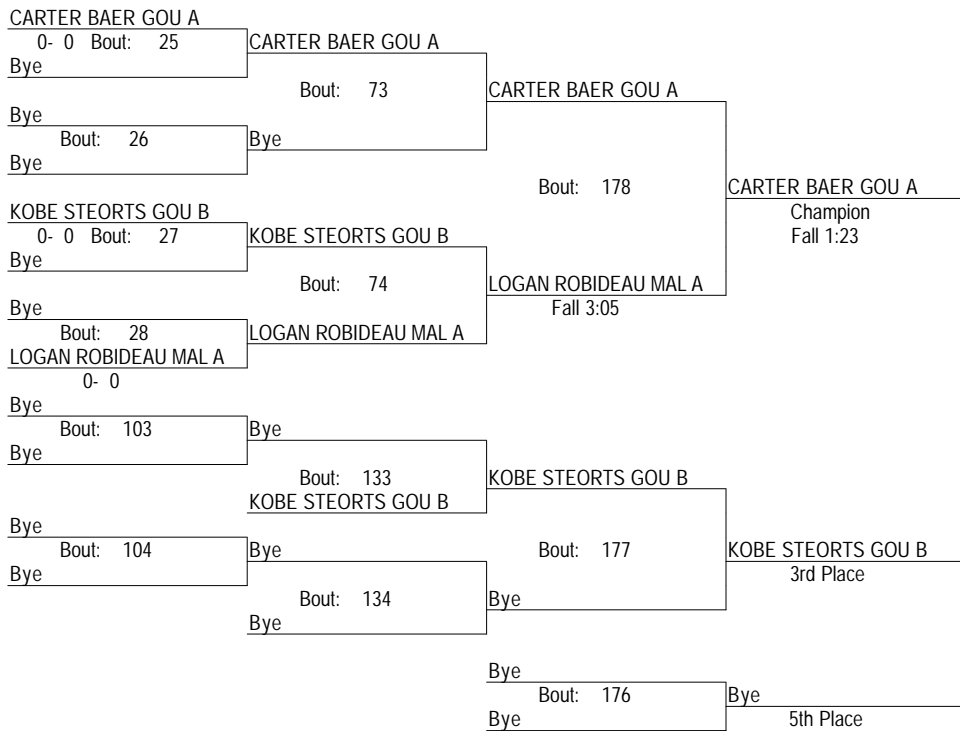 CARTER BAER GOU A
0- 0 Bout: 25
CARTER BAER GOU A
Bye
Bout: 73
CARTER BAER GOU A
Bye
Bout: 26
Bye
Bye
Bout: 178
CARTER BAER GOU A
KOBE STEORTS GOU B
Champion
0- 0 Bout: 27
KOBE STEORTS GOU B
Fall 1:23
Bye
Bout: 74
LOGAN ROBIDEAU MAL A
Bye
Fall 3:05
Bout: 28
LOGAN ROBIDEAU MAL A
LOGAN ROBIDEAU MAL A
0- 0
Bye
Bout: 103
Bye
Bye
Bout: 133
KOBE STEORTS GOU B
KOBE STEORTS GOU B
Bye
Bout: 104
Bye
Bout: 177
KOBE STEORTS GOU B
Bye
3rd Place
Bout: 134
Bye
Bye
Bye
Bout: 176
Bye
Bye
5th Place